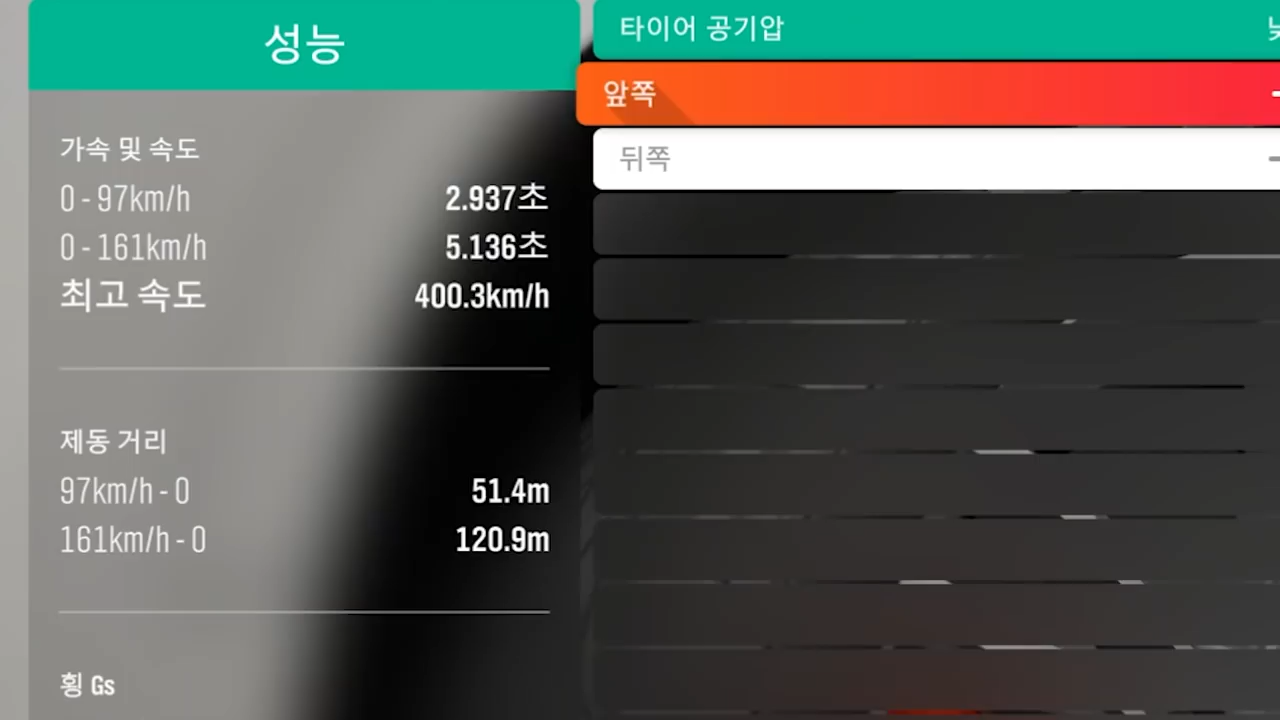 성능
가속 및 속도
0 - 97km/h 2.937초
0 - 161km/h 5.136초
최고 속도 400.3km/h
제동 거리
97km/h - 0 51.4m
161km/h - 0 120.9m
횡 Gs
타이어 공기압
앞쪽
뒤쪽